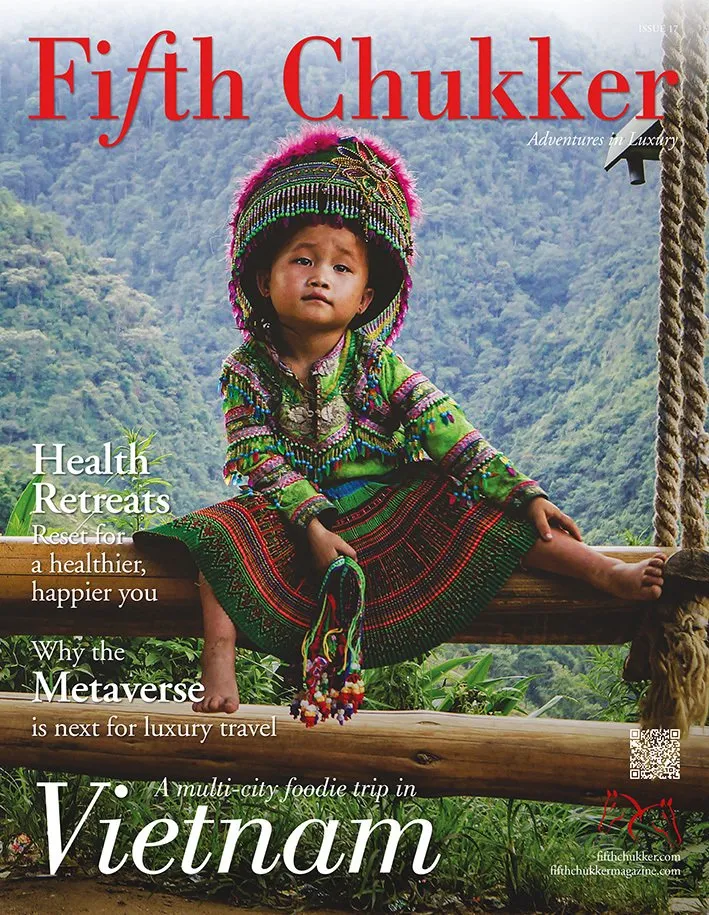 ISSUE 17
Fifth Chukker
Adventures in Luxury
Health
Retreats
Reset for
a healthier,
happier you
Why the
Metaverse
is next for luxury travel
A multi-city foodie trip in
Vietnam
fifthchukker.com
fifthchukkermagazine.com